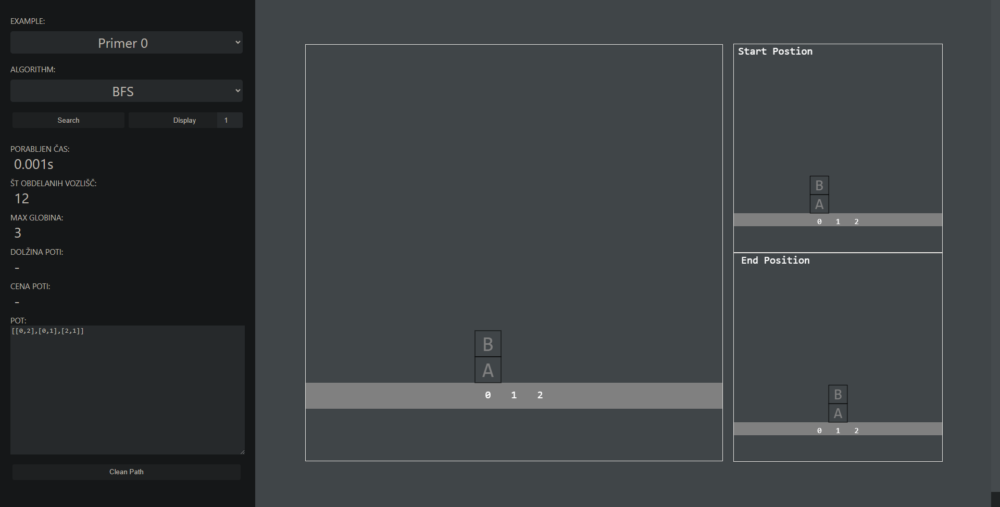 EXAMPLE:
Primer 0
ALGORITHM:
BFS
Search
Display
1
PORABLJEN ČAS:
0.001s
ŠT OBDELANIH VOZLIŠČ:
12
MAX GLOBINA:
3
DOLŽINA POTI:
-
CENA POTI:
-
POT:
[[0,2],[0,1],[2,1]]
Clean Path
B
A
0 1 2
Start Postion
B
A
0 1 2
End Position
B
A
0 1 2